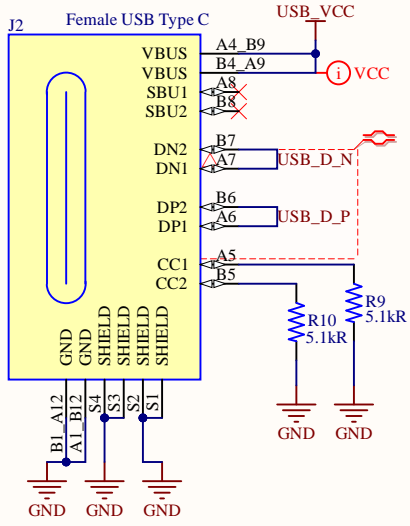 USB_VCC
J2 Female USB Type C
VBUS A4_B9
VBUS B4_A9 i VCC
SBU1 A8
SBU2 B8
DN2 B7
DN1 A7 USB_D_N
DP2 B6
DP1 A6 USB_D_P
CC1 A5
CC2 B5
R9
5.1kR
R10
5.1kR
GND GND SHIELD SHIELD SHIELD SHIELD
B1_A12 A1_B12 S4 S3 S2 S1
GND GND
GND GND GND